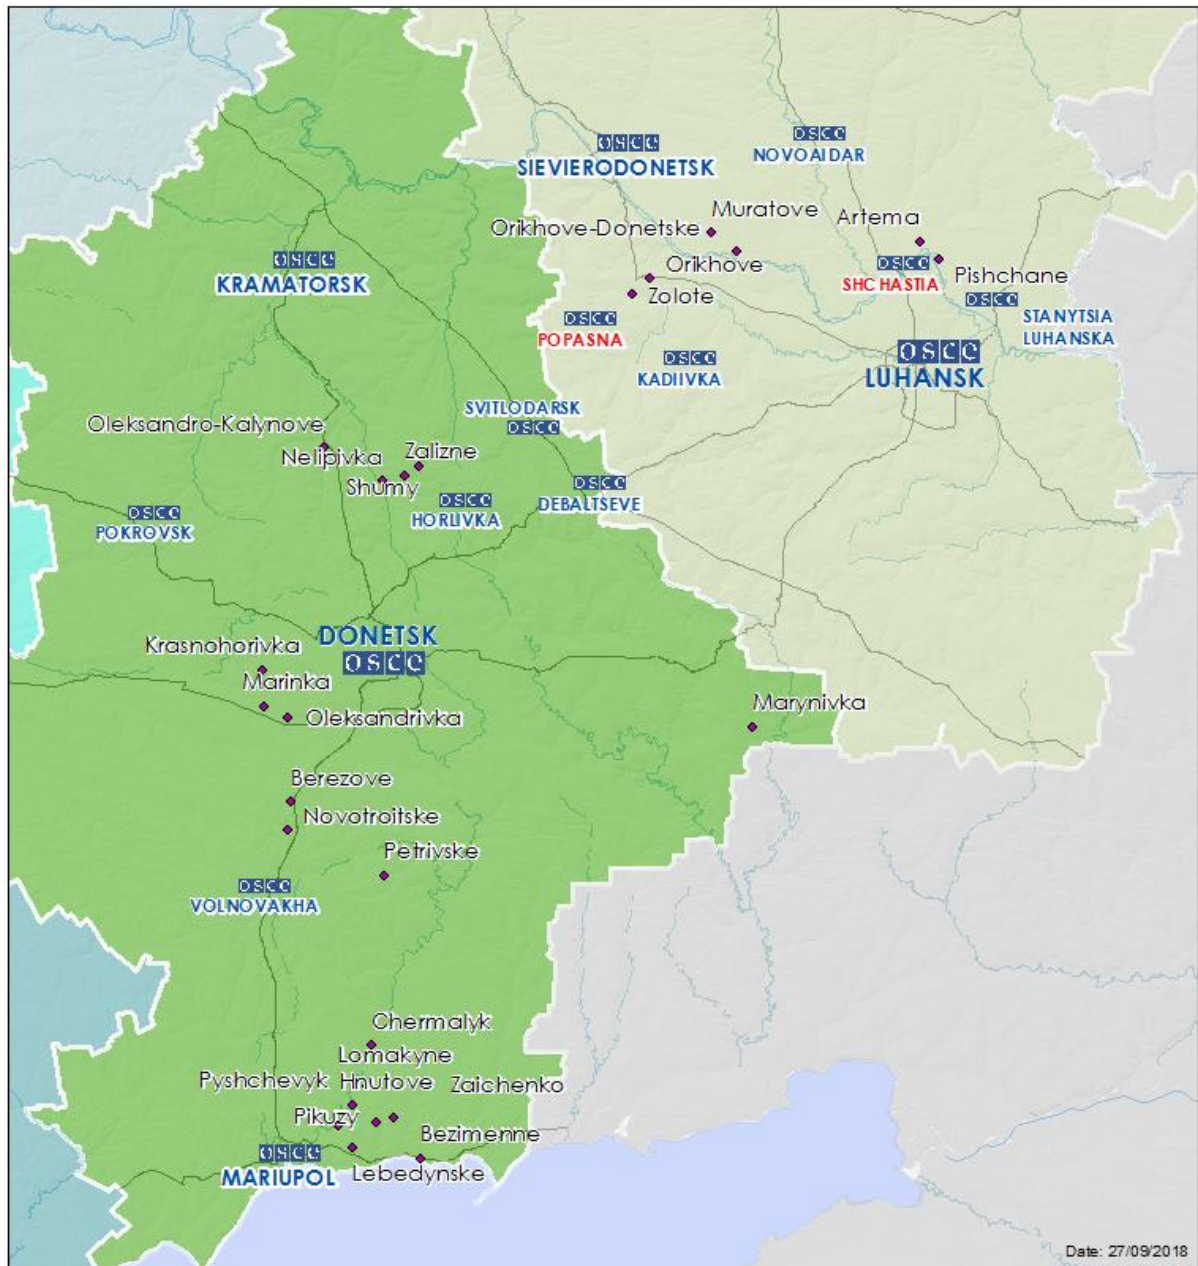 OSCE
NOVOAIDAR
OSCE
SIEVIERODONETSK
Muratove
Artema
Orikhove-Donetske
Orikhove
OSCE
KRAMATORSK
OSCE
SHCHASTIA
Pishchane
Zolote
OSCE
STANYTSIA
LUHANSKA
OSCE
POPASNA
OSCE
LUHANSK
OSCE
KADIIVKA
SVITLODARSK
OSCE
Oleksandro-Kalynove
Nelipivka
Zalizne
Shumy
OSCE
HORLIVKA
OSCE
DEBALTSEVE
OSCE
POKROVSK
DONETSK
OSCE
Krasnohorivka
Marinka
Oleksandrivka
Marynivka
Berezove
Novotroitske
Petrivske
OSCE
VOLNOVAKHA
Chermalyk
Lomakyne
Pyshchevyk
Hnutove
Zaichenko
Pikuzy
Bezimenne
OSCE
MARIUPOL
Lebedynske
Date: 27/09/2018